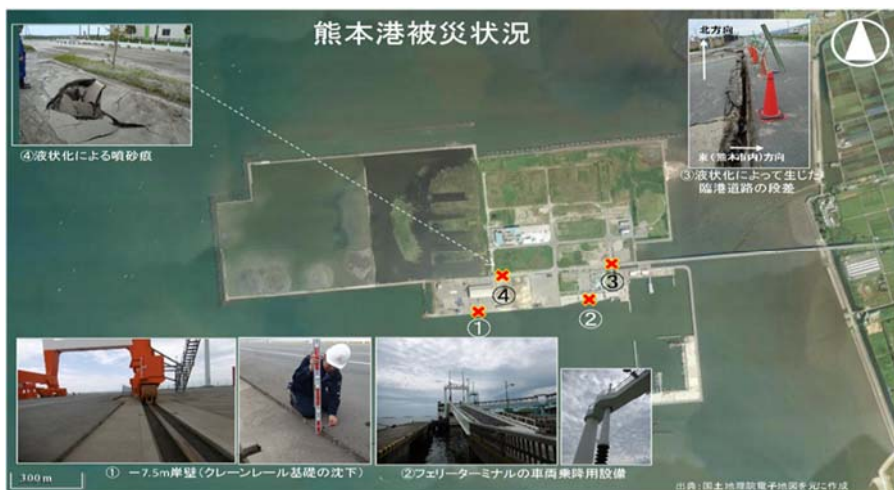 熊本港被災状況
④液状化による噴砂痕
北方向
東(熊本市内)方向
③液状化によって生じた
臨港道路の段差
④
③
①
②
① −7.5m岸壁(クレーンレール基礎の沈下)
②フェリーターミナルの車両乗降用設備
300m
出典:国土地理院電子地図を元に作成